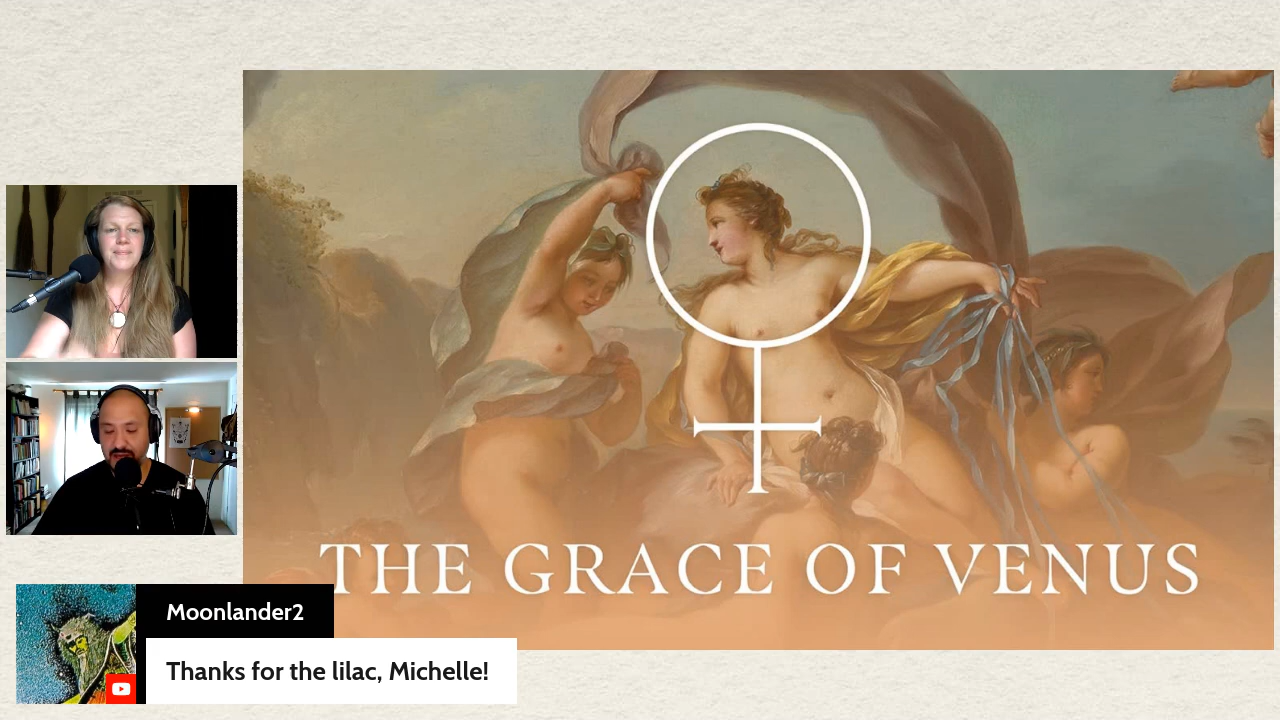 THE GRACE OF VENUS
Moonlander2
Thanks for the lilac, Michelle!